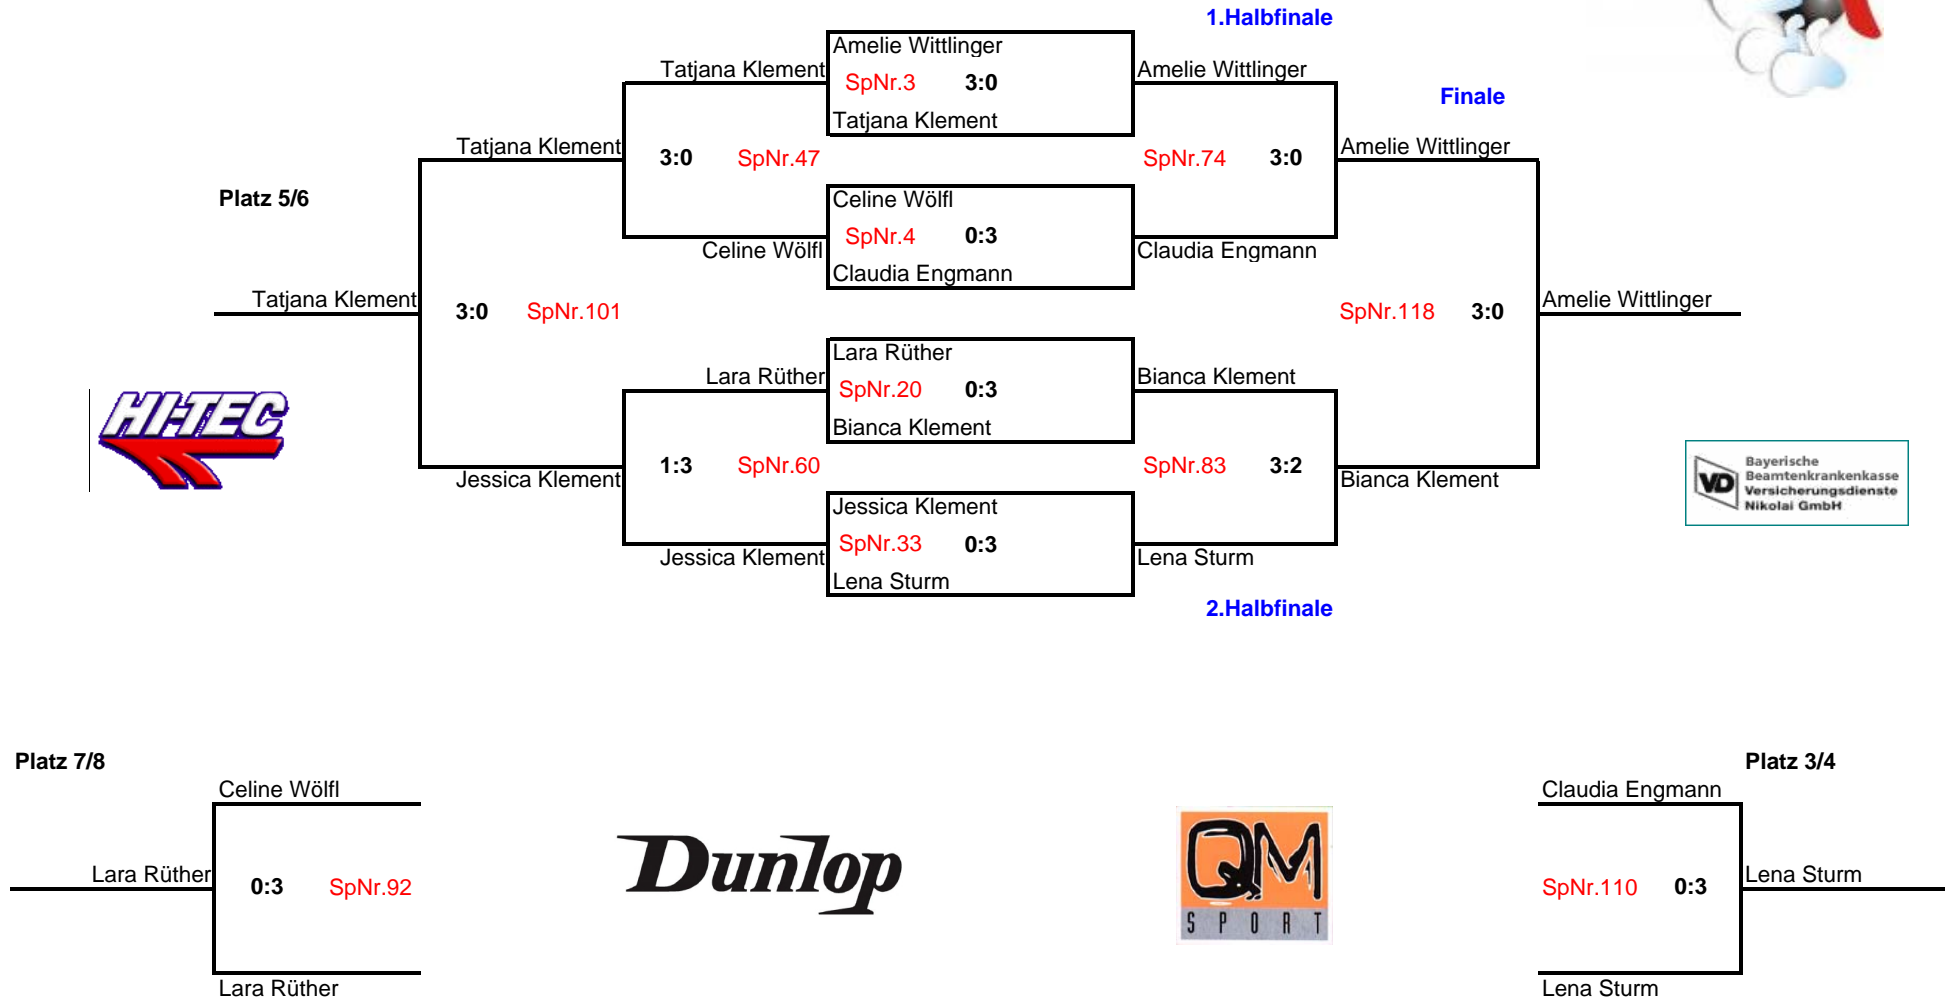 1.Halbfinale
Amelie Wittlinger
Tatjana Klement
SpNr.3 3:0
Amelie Wittlinger
Finale
Tatjana Klement
Tatjana Klement
3:0 SpNr.47
SpNr.74 3:0
Amelie Wittlinger
Platz 5/6
Celine Wölfl
SpNr.4 0:3
Celine Wölfl
Claudia Engmann
Claudia Engmann
Tatjana Klement
3:0 SpNr.101
SpNr.118 3:0
Amelie Wittlinger
Lara Rüther
Lara Rüther
SpNr.20 0:3
Bianca Klement
Bianca Klement
HI-TEC
1:3 SpNr.60
SpNr.83 3:2
Jessica Klement
Bianca Klement
VD
Bayerische
Beamtenkrankenkasse
Versicherungsdienste
Nikolai GmbH
Jessica Klement
SpNr.33 0:3
Jessica Klement
Lena Sturm
Lena Sturm
2.Halbfinale
Platz 7/8
Platz 3/4
Celine Wölfl
Claudia Engmann
Dunlop
QM
SPORT
Lara Rüther
0:3 SpNr.92
SpNr.110 0:3
Lena Sturm
Lara Rüther
Lena Sturm